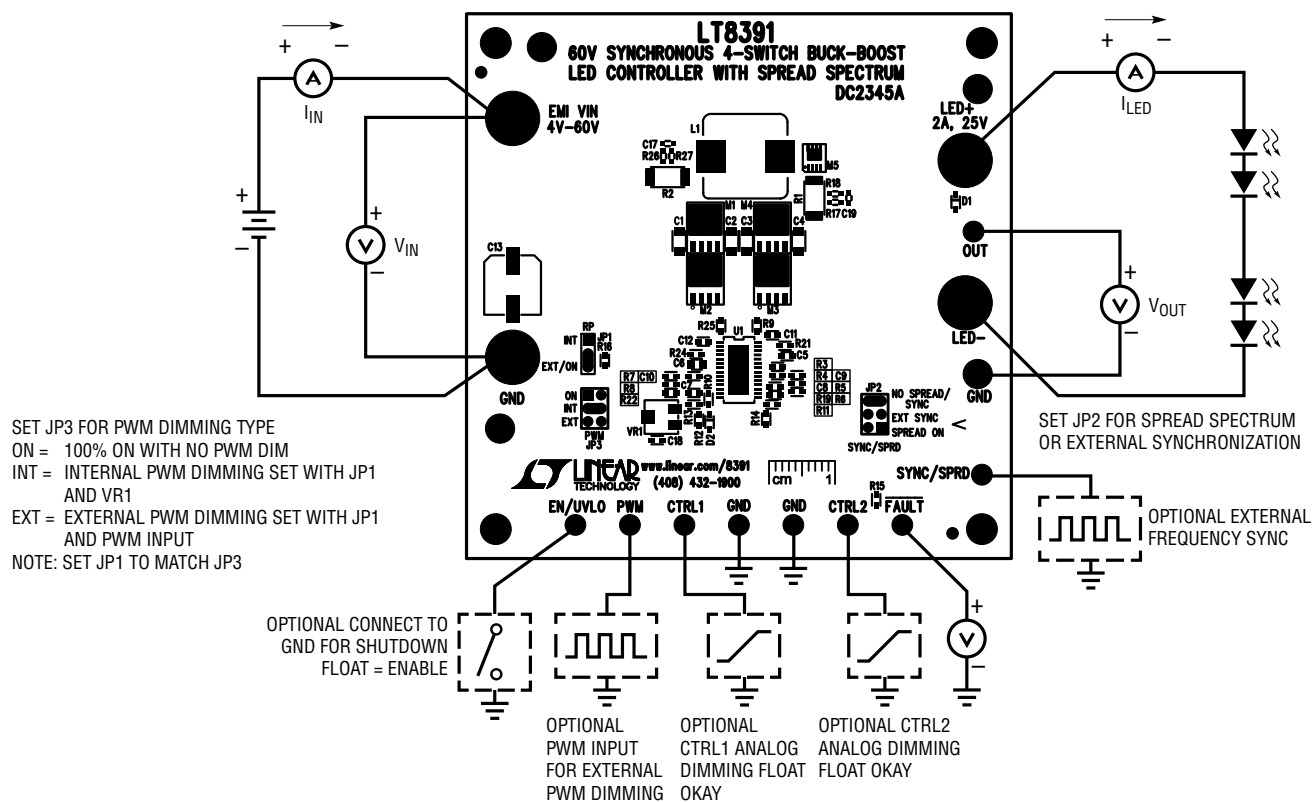 LT8391
60V SYNCHRONOUS 4-SWITCH BUCK-BOOST
LED CONTROLLER WITH SPREAD SPECTRUM
DC2345A
+ −
A
IIN
EMI VIN
4V–60V
+
−
+
V
VIN
−
C13
GND
LED+
2A, 25V
+ −
A
ILED
D1
OUT
LED-
GND
+
V
VOUT
−
L1
C17
R26
R27
R2
M5
R18
R1
R17
C19
M1
M4
C1
C2
C3
C4
M2
M3
R25
R9
U1
C12
C11
R24
R21
C6
C5
RP
INT
JP1
R16
EXT/ON
ON
INT
EXT
PWM
JP3
R7
C10
R8
R22
R10
R13
R12
D2
VR1
C18
R14
R3
R4
C9
C8
R5
R19
R6
R11
JP2
NO SPREAD/
SYNC
EXT SYNC
SPREAD ON
<
SYNC/SPRD
SET JP3 FOR PWM DIMMING TYPE
ON = 100% ON WITH NO PWM DIM
INT = INTERNAL PWM DIMMING SET WITH JP1
AND VR1
EXT = EXTERNAL PWM DIMMING SET WITH JP1
AND PWM INPUT
NOTE: SET JP1 TO MATCH JP3
SET JP2 FOR SPREAD SPECTRUM
OR EXTERNAL SYNCHRONIZATION
LINEAR
TECHNOLOGY
www.linear.com/8391
(408) 432-1900
cm 1
SYNC/SPRD
R15
EN/UVLO PWM CTRL1 GND GND CTRL2 FAULT
OPTIONAL EXTERNAL
FREQUENCY SYNC
OPTIONAL CONNECT TO
GND FOR SHUTDOWN
FLOAT = ENABLE
+
V
−
OPTIONAL
PWM INPUT
FOR EXTERNAL
PWM DIMMING
OPTIONAL
CTRL1 ANALOG
DIMMING FLOAT
OKAY
OPTIONAL CTRL2
ANALOG DIMMING
FLOAT OKAY